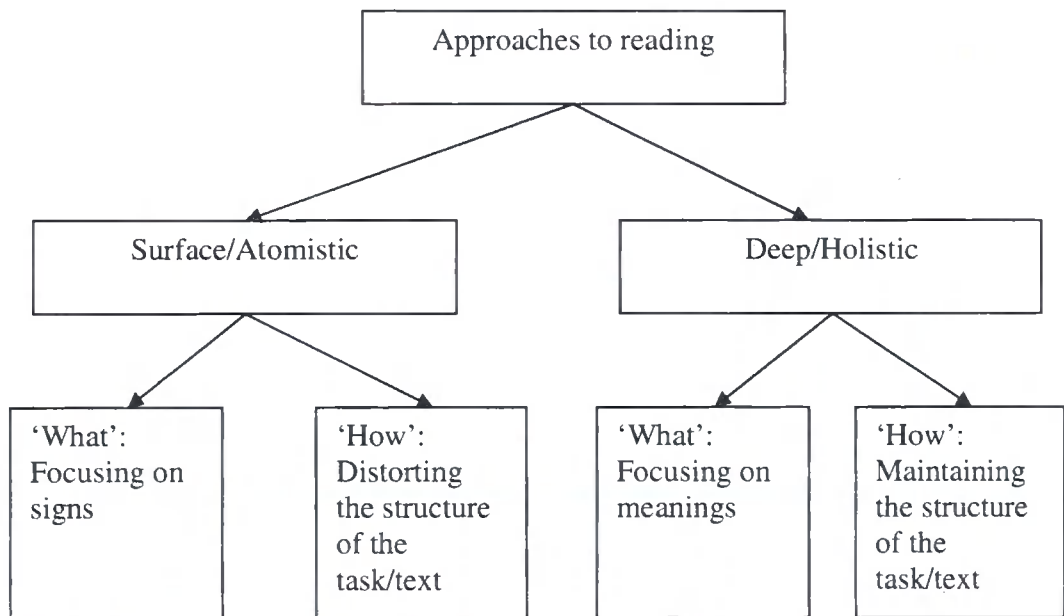 Approaches to reading
Surface/Atomistic
Deep/Holistic
‘What’:
Focusing on
signs
‘How’:
Distorting
the structure
of the
task/text
‘What’:
Focusing on
meanings
‘How’:
Maintaining
the structure
of the
task/text